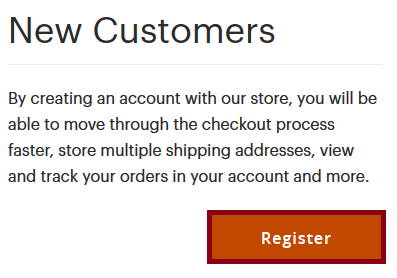 New Customers
By creating an account with our store, you will be
able to move through the checkout process
faster, store multiple shipping addresses, view
and track your orders in your account and more.
Register